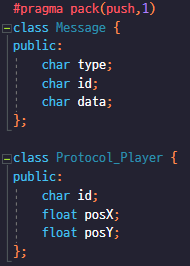 #pragma pack(push,1)
class Message {
public:
    char type;
    char id;
    char data;
};

class Protocol_Player {
public:
    char id;
    float posX;
    float posY;
};